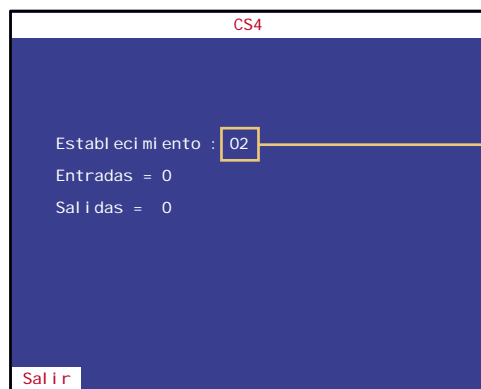 CS4
Establecimiento : 02
Entradas = 0
Salidas = 0
Salir